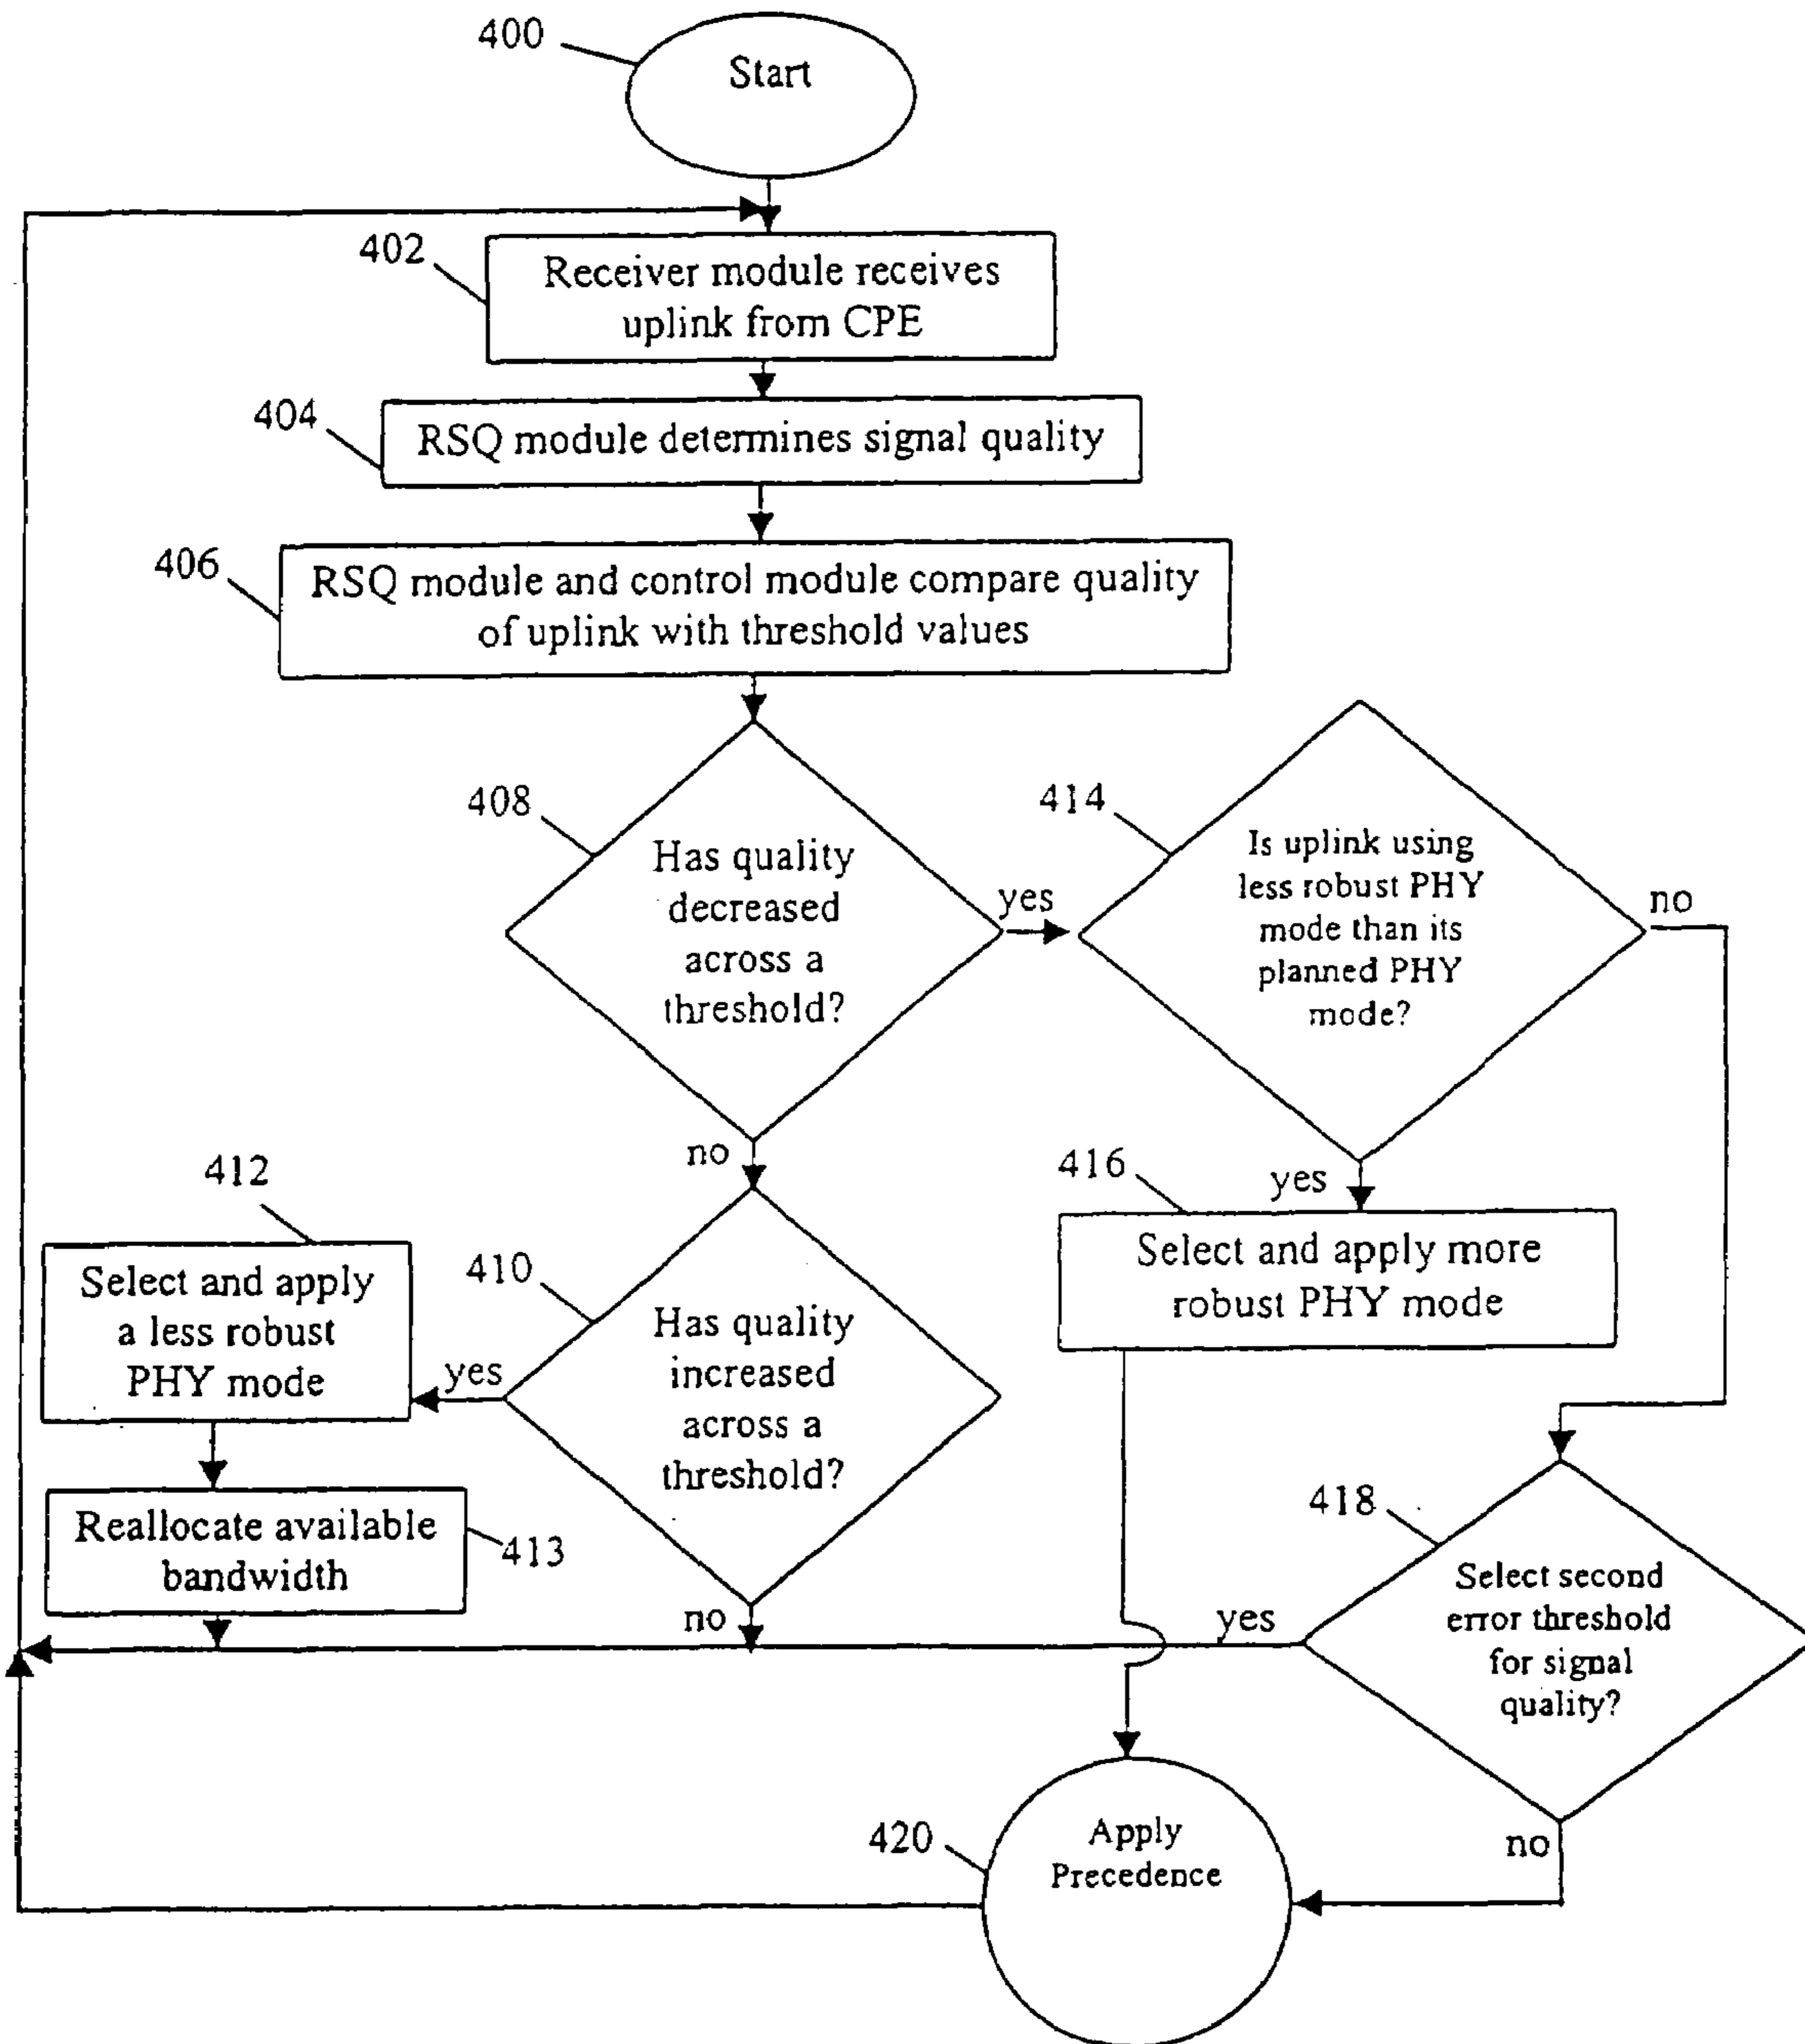 400
Start
402
Receiver module receives
uplink from CPE
404
RSQ module determines signal quality
406
RSQ module and control module compare quality
of uplink with threshold values
408
Has quality
decreased
across a
threshold?
yes
no
414
Is uplink using
less robust PHY
mode than its
planned PHY
mode?
no
yes
416
Select and apply more
robust PHY mode
412
Select and apply
a less robust
PHY mode
410
Has quality
increased
across a
threshold?
yes
no
Reallocate available
bandwidth
413
418
Select second
error threshold
for signal
quality?
yes
no
420
Apply
Precedence